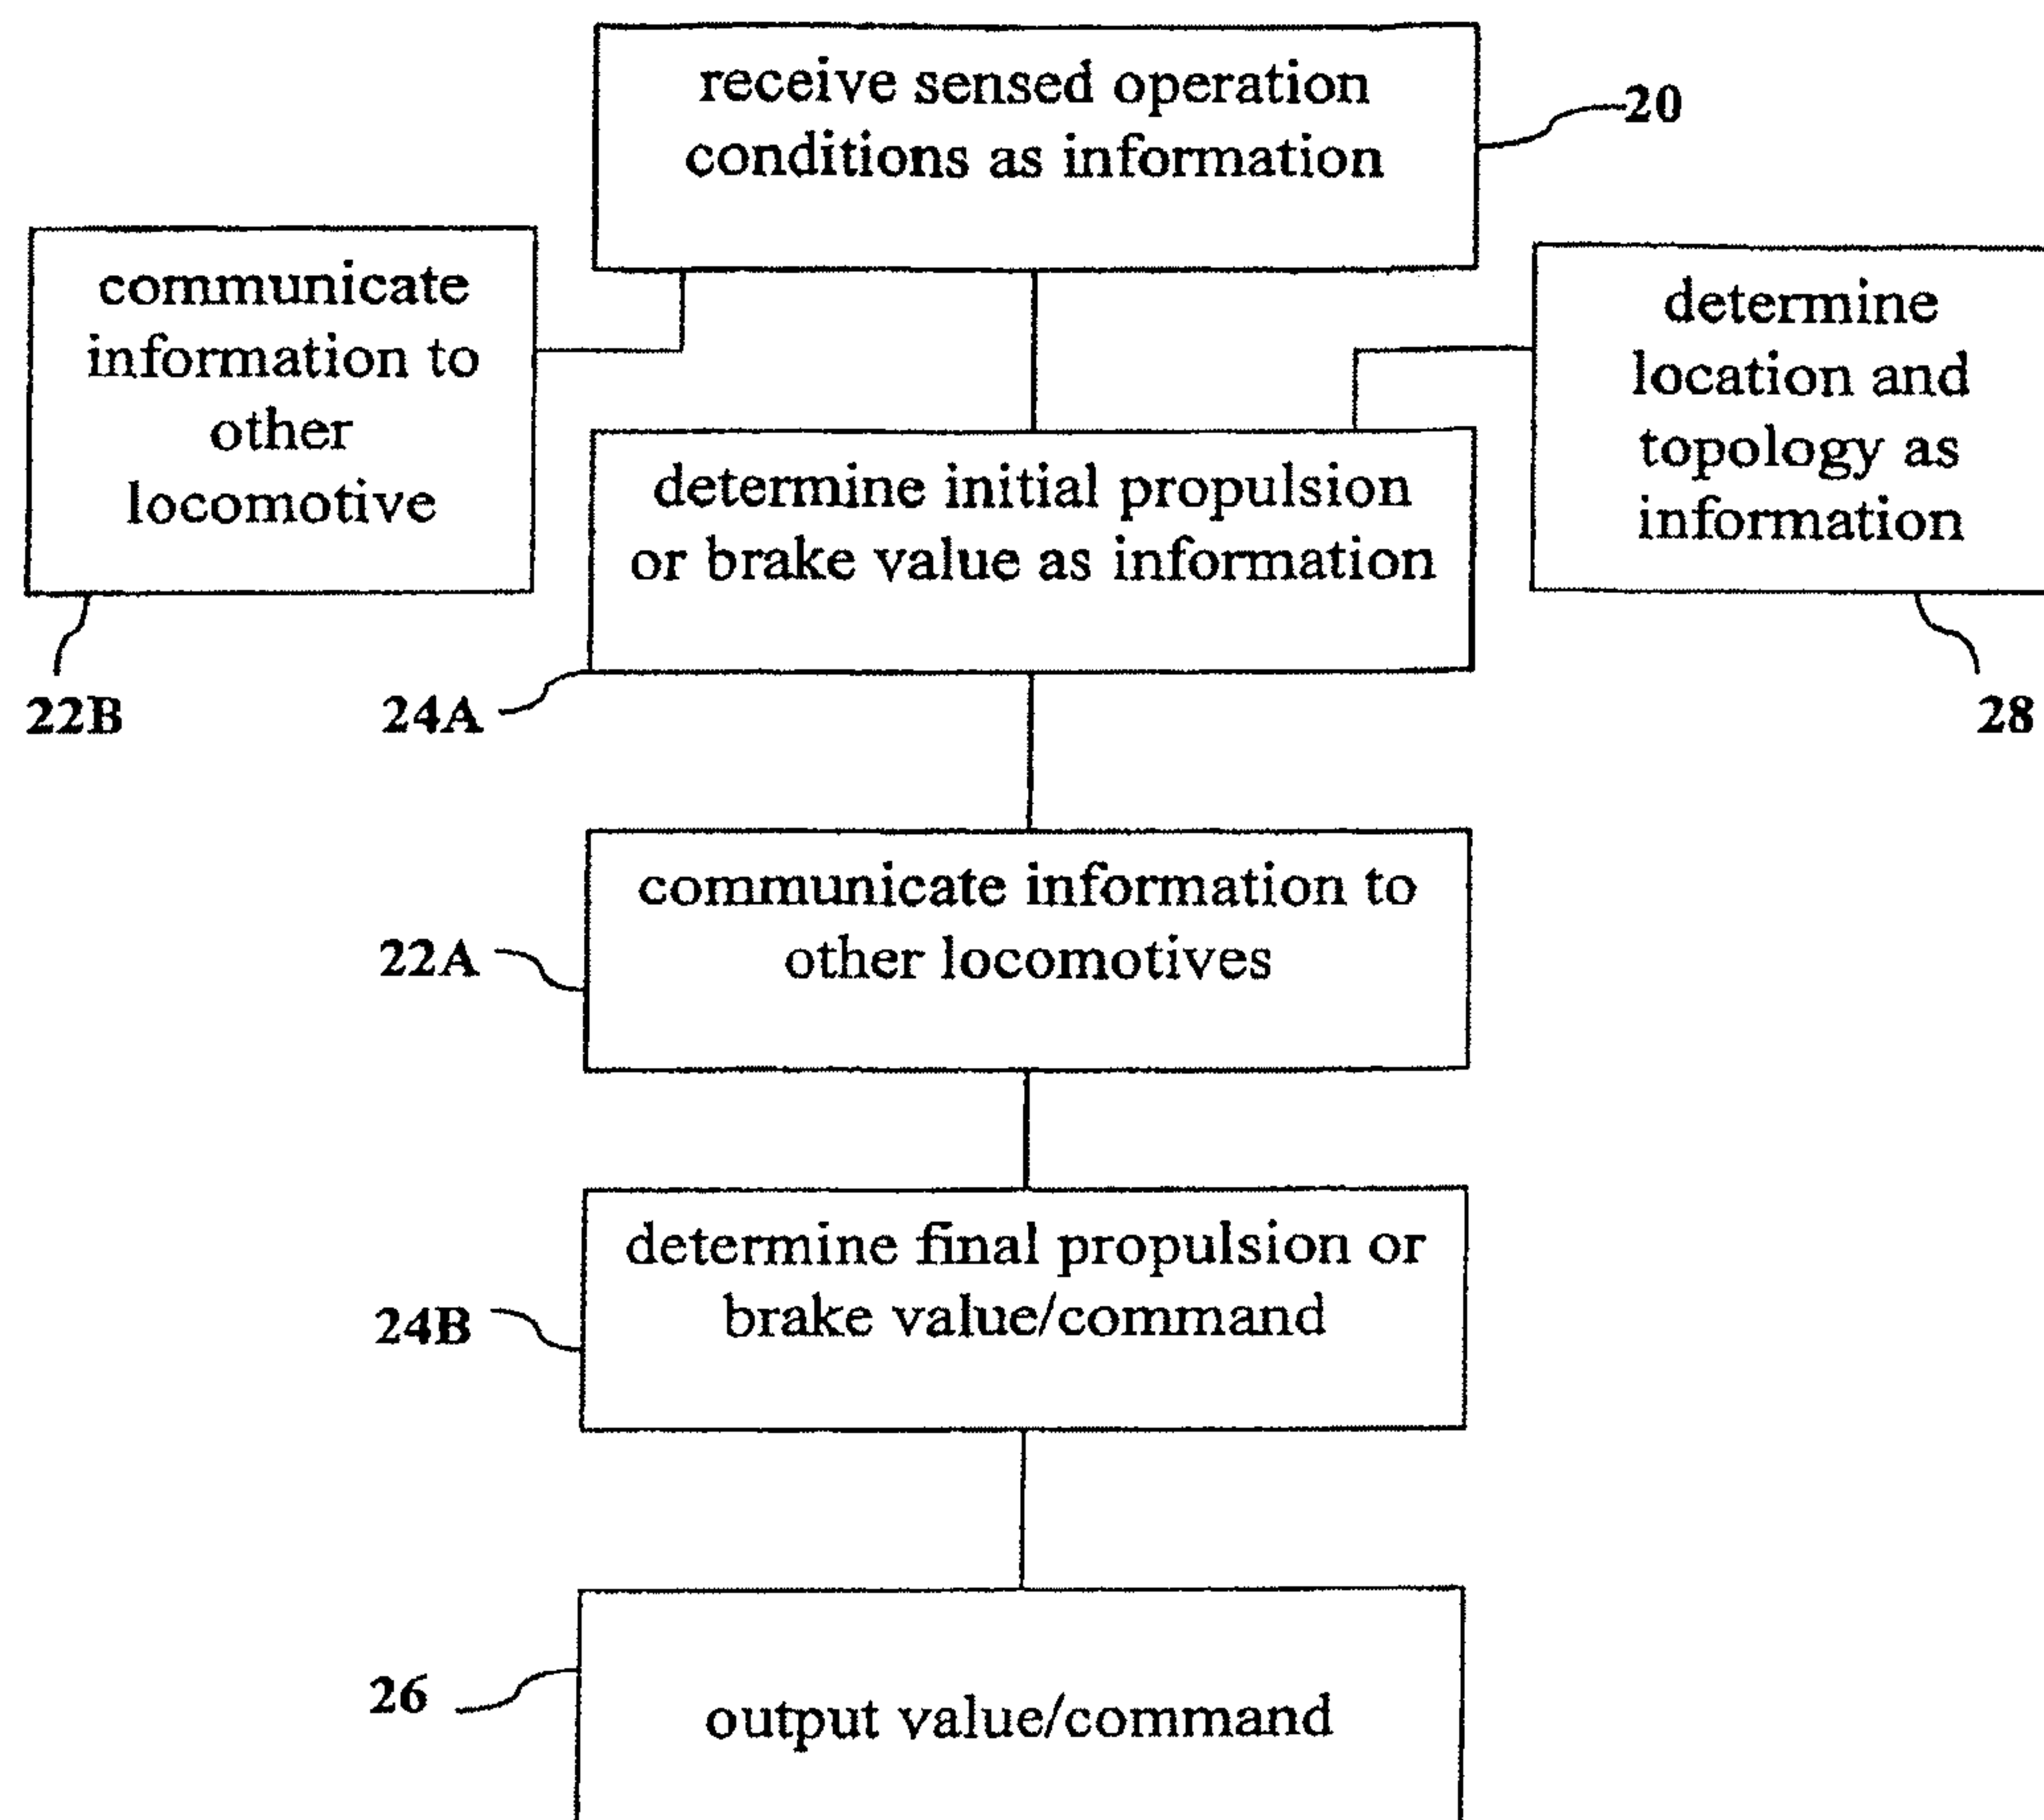 receive sensed operation
conditions as information
20
communicate
information to
other
locomotive
22B
determine
location and
topology as
information
28
determine initial propulsion
or brake value as information
24A
communicate information to
other locomotives
22A
determine final propulsion or
brake value/command
24B
output value/command
26